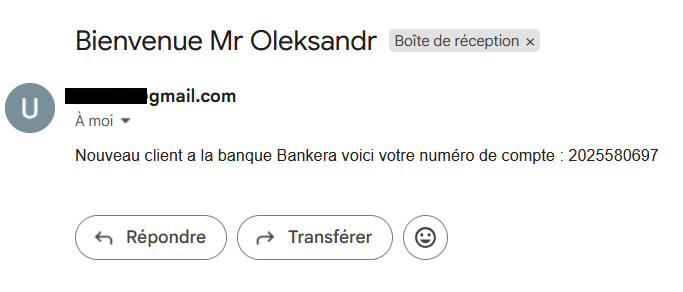 Bienvenue Mr Oleksandr Boîte de réception ×
U
gmail.com
À moi
Nouveau client a la banque Bankera voici votre numéro de compte : 2025580697
Répondre Transférer